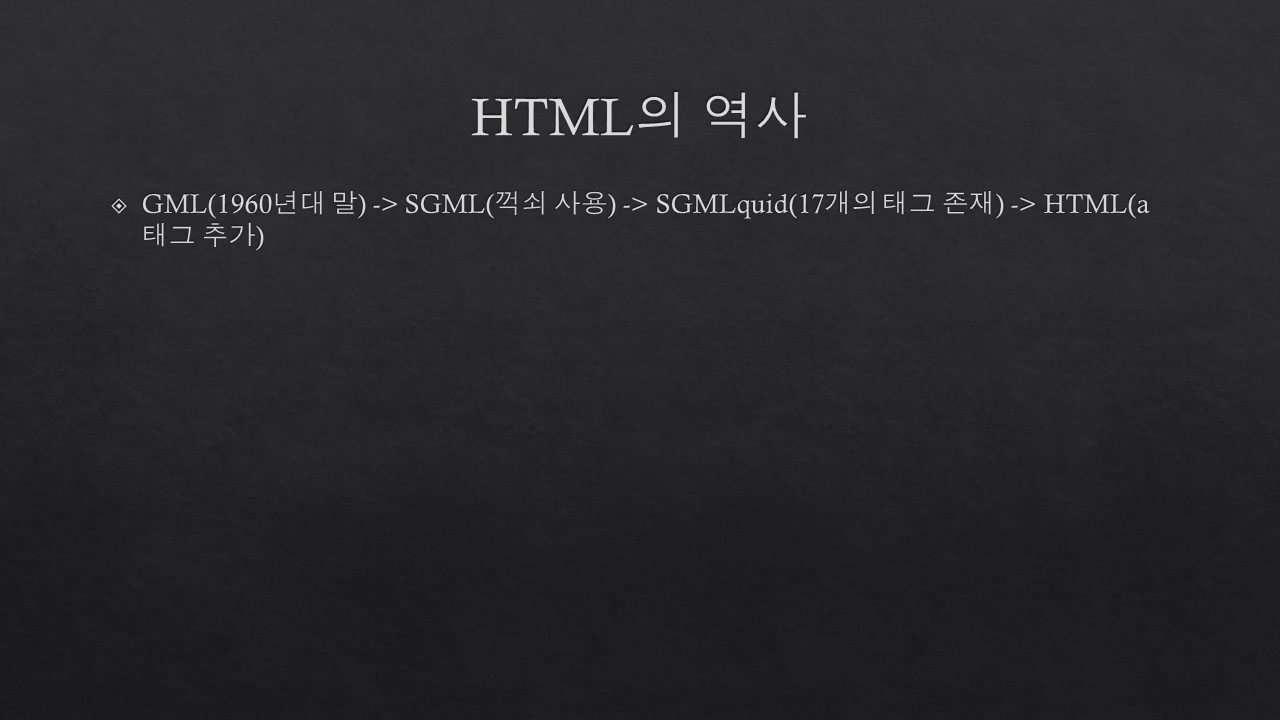 HTML의 역사
GML(1960년대 말) -> SGML(꺽쇠 사용) -> SGMLquid(17개의 태그 존재) -> HTML(a
태그 추가)